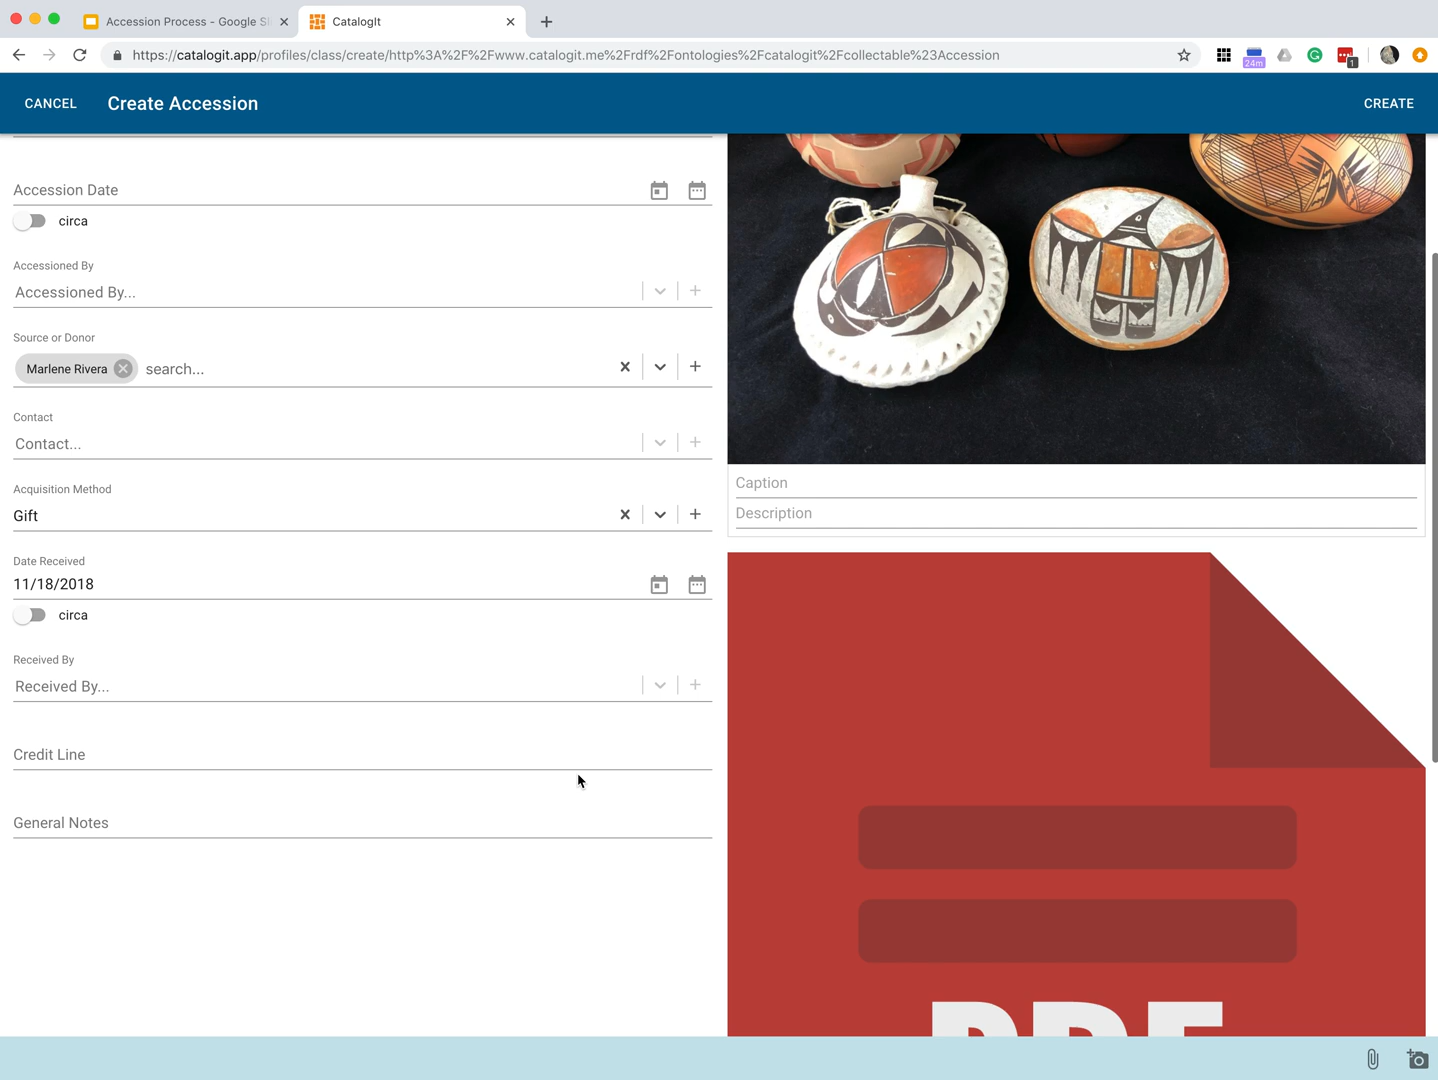 Accession Process - Google Sl
CatalogIt
https://catalogit.app/profiles/class/create/http%3A%2F%2Fwww.catalogit.me%2Frdf%2Fontologies%2Fcatalogit%2Fcollectable%23Accession
24m
1
CANCEL
Create Accession
CREATE
Accession Date
circa
Accessioned By
Accessioned By...
Source or Donor
Marlene Rivera
search...
Contact
Contact...
Acquisition Method
Gift
Date Received
11/18/2018
circa
Received By
Received By...
Credit Line
General Notes
Caption
Description
PDF